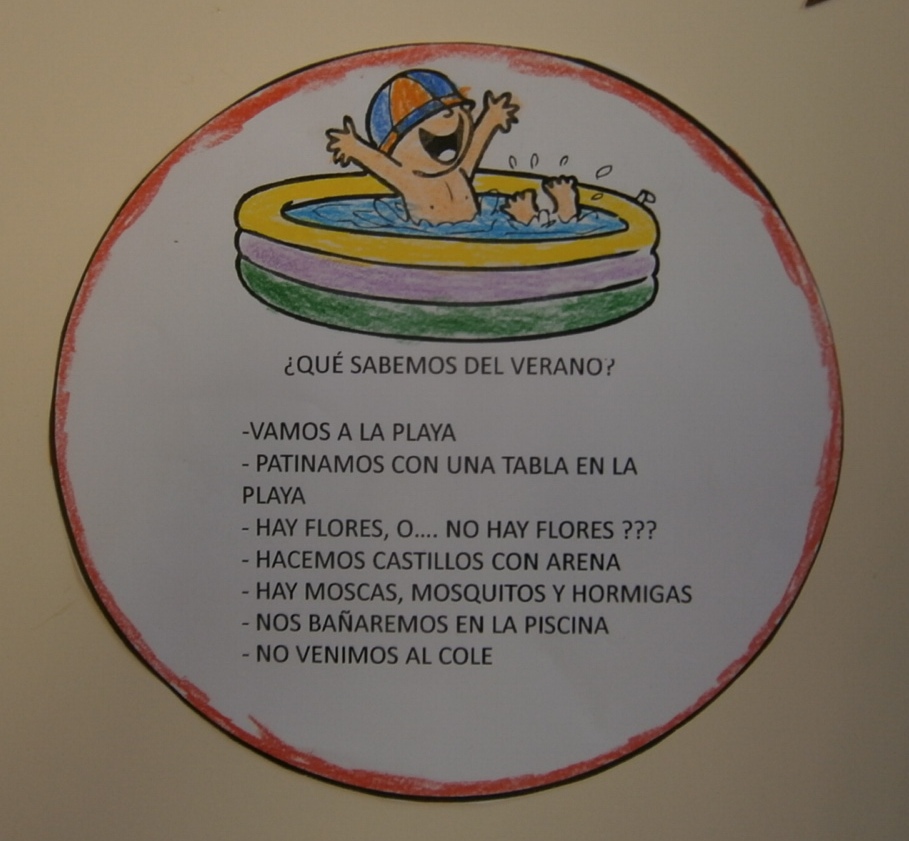 ¿QUÉ SABEMOS DEL VERANO?
-VAMOS A LA PLAYA
- PATINAMOS CON UNA TABLA EN LA
PLAYA
- HAY FLORES, O.... NO HAY FLORES ???
- HACEMOS CASTILLOS CON ARENA
- HAY MOSCAS, MOSQUITOS Y HORMIGAS
- NOS BAÑAREMOS EN LA PISCINA
- NO VENIMOS AL COLE